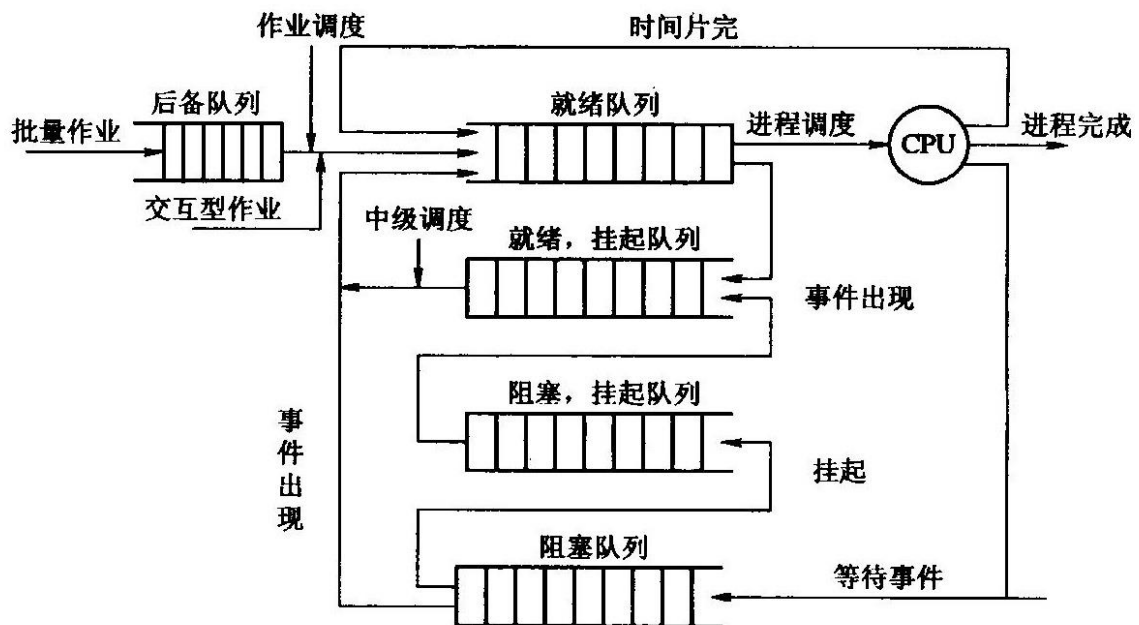 作业调度
时间片完
后备队列
就绪队列
批量作业
进程调度
CPU
进程完成
交互型作业
中级调度
就绪，挂起队列
事件出现
阻塞，挂起队列
事件出现
挂起
阻塞队列
等待事件